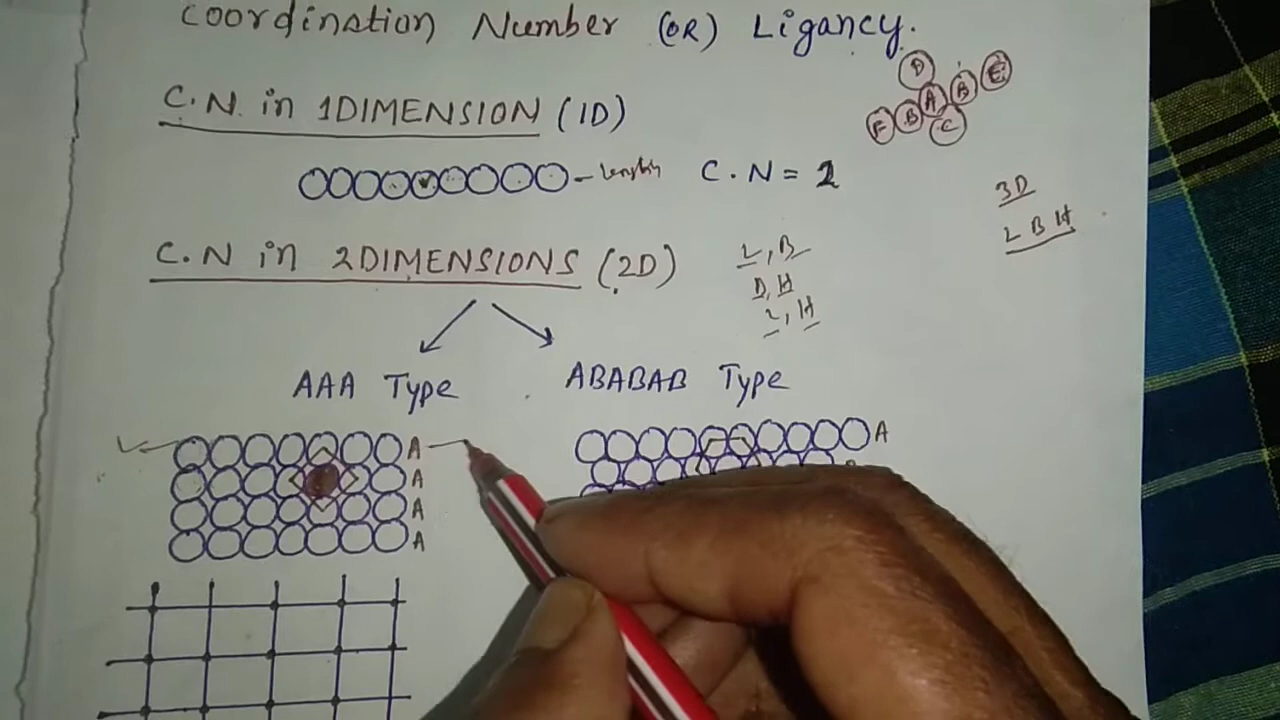 Coordination Number (OR) Ligancy.
D
A B E
F B C
C.N. in 1DIMENSION (1D)
length C.N = 2
3D
L B H
C.N in 2DIMENSIONS (2D)
L, B
B, H
L, H
AAA Type
ABABAB Type
A
A
A
A
A